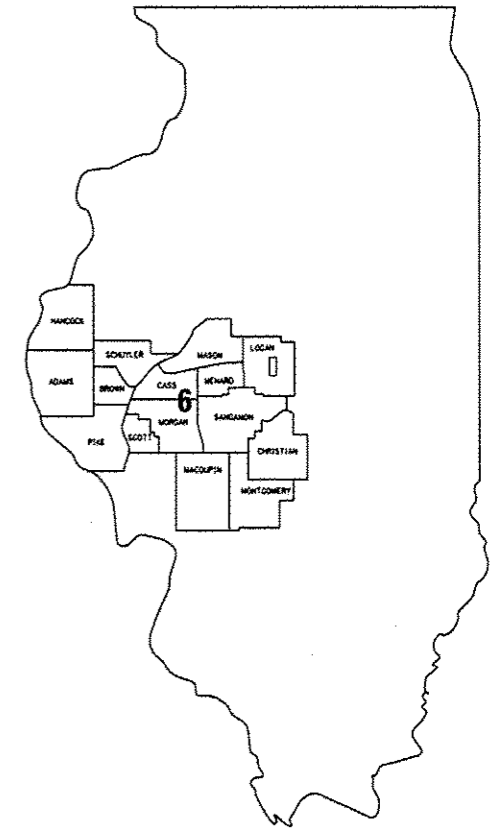 HANCOCK
SCHUYLER
MASON
LOGAN
ADAMS
BROWN
CASS
MENARD
6
PIKE
SCOTT
MORGAN
SANGAMON
CHRISTIAN
MACOUPIN
MONTGOMERY